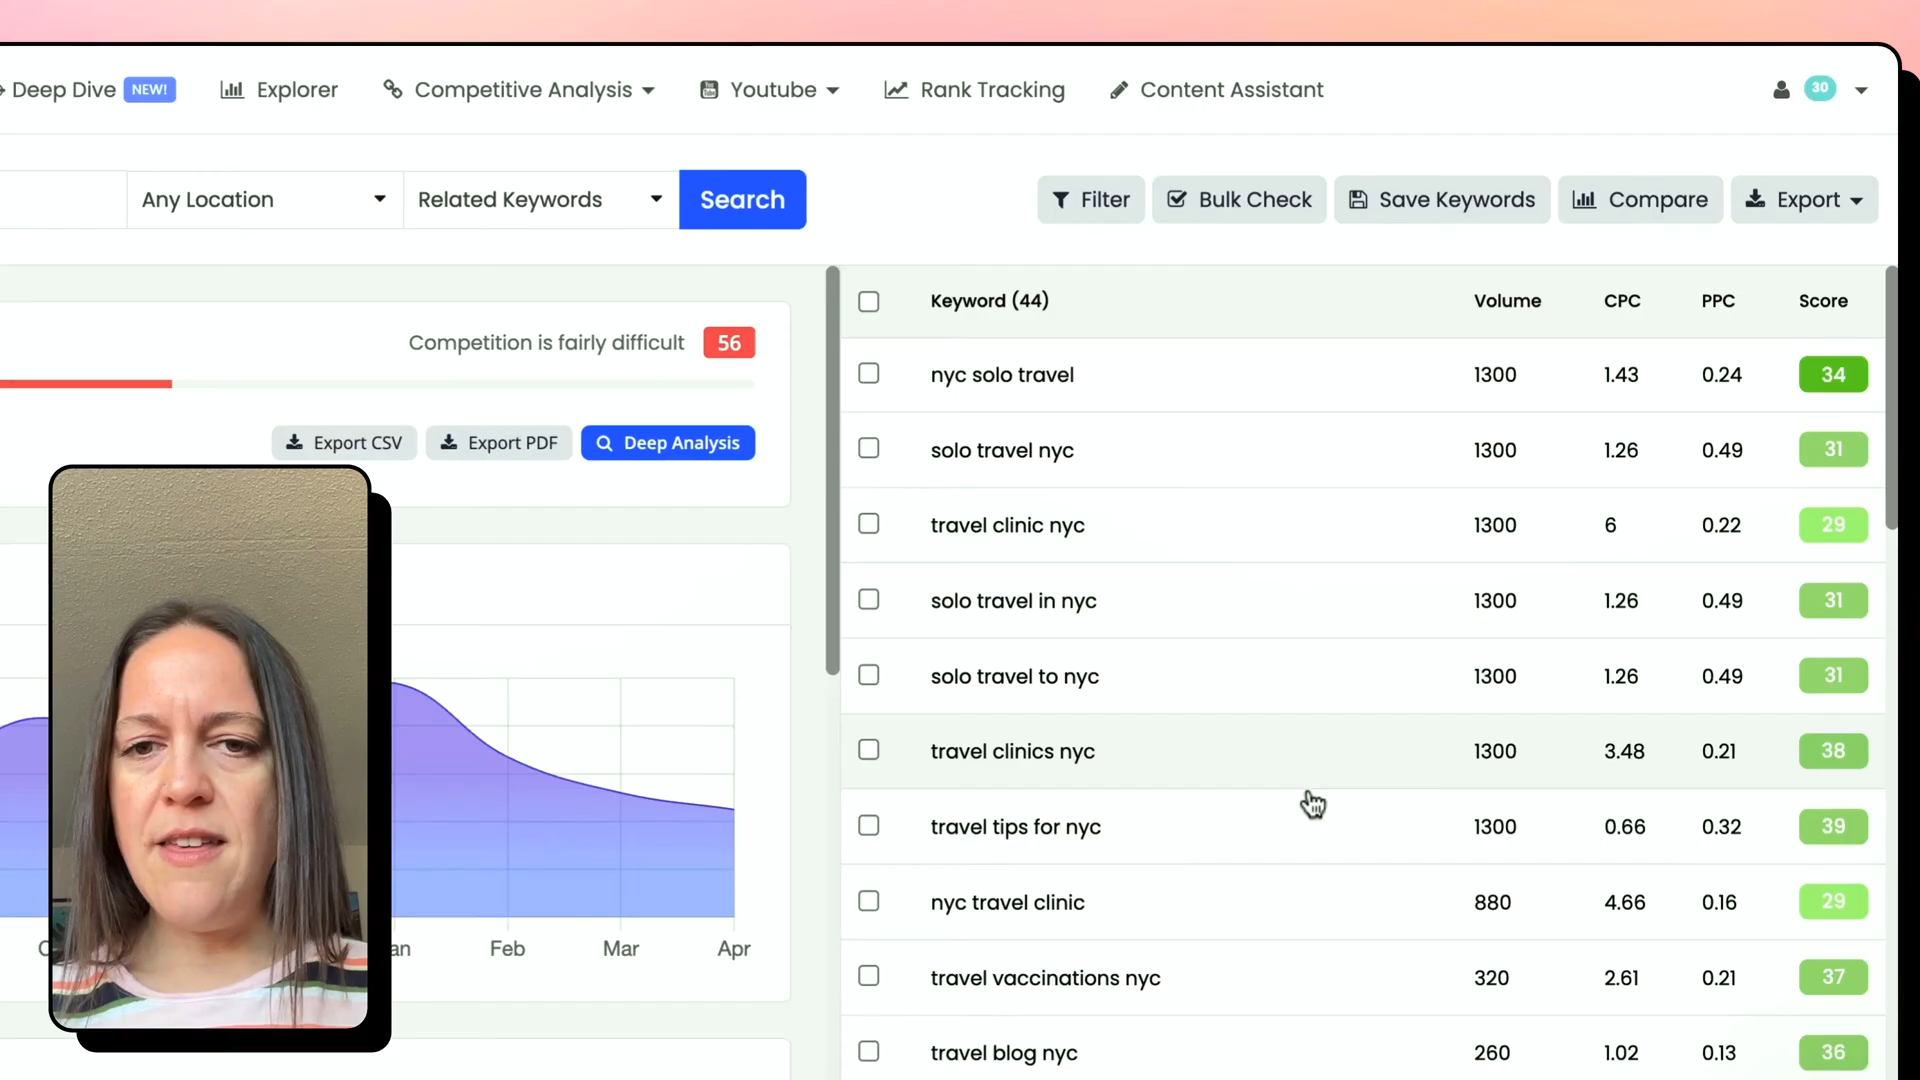 Deep Dive NEW! Explorer Competitive Analysis Youtube Rank Tracking Content Assistant 30
Any Location Related Keywords Search Filter Bulk Check Save Keywords Compare Export
Competition is fairly difficult 56
Export CSV Export PDF Deep Analysis
Feb Mar Apr
Keyword (44) Volume CPC PPC Score
nyc solo travel 1300 1.43 0.24 34
solo travel nyc 1300 1.26 0.49 31
travel clinic nyc 1300 6 0.22 29
solo travel in nyc 1300 1.26 0.49 31
solo travel to nyc 1300 1.26 0.49 31
travel clinics nyc 1300 3.48 0.21 38
travel tips for nyc 1300 0.66 0.32 39
nyc travel clinic 880 4.66 0.16 29
travel vaccinations nyc 320 2.61 0.21 37
travel blog nyc 260 1.02 0.13 36